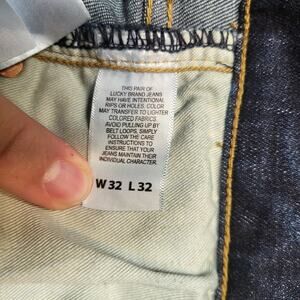 THIS PAIR OF
LUCKY BRAND JEANS
MAY HAVE INTENTIONAL
RIPS OR HOLES; COLOR
MAY TRANSFER TO LIGHTER
COLORED FABRICS.
AVOID PULLING UP BY
BELT LOOPS. SIMPLY
FOLLOW THE CARE
INSTRUCTIONS TO
ENSURE THAT YOUR
JEANS MAINTAIN THEIR
INDIVIDUAL CHARACTER.
W 32 L 32